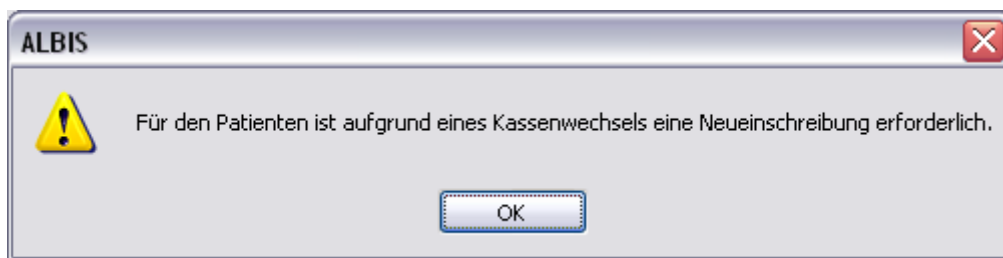 ALBIS
Für den Patienten ist aufgrund eines Kassenwechsels eine Neueinschreibung erforderlich.
OK